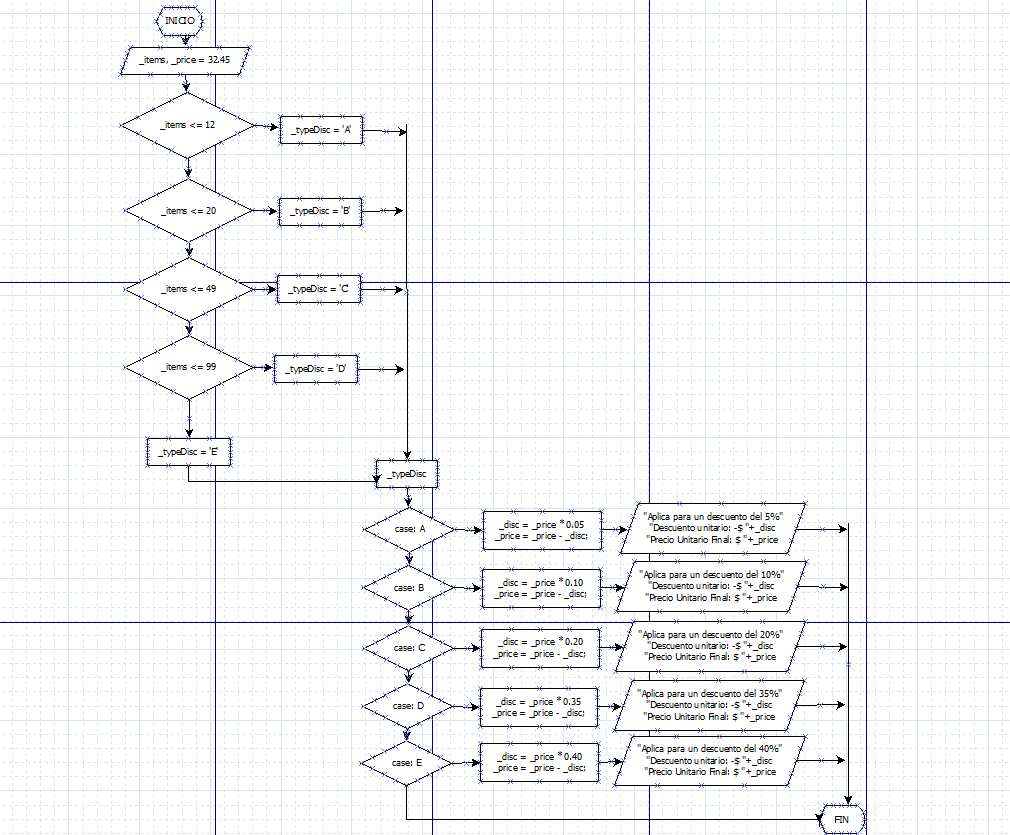 INICIO
_items, _price = 32.45
_items <= 12
_typeDisc = 'A'
_items <= 20
_typeDisc = 'B'
_items <= 49
_typeDisc = 'C'
_items <= 99
_typeDisc = 'D'
_typeDisc = 'E'
_typeDisc
case: A
_disc = _price * 0.05
_price = _price - _disc;
"Aplica para un descuento del 5%"
"Descuento unitario: -$ "+_disc
"Precio Unitario Final: $ "+_price
case: B
_disc = _price * 0.10
_price = _price - _disc;
"Aplica para un descuento del 10%"
"Descuento unitario: -$ "+_disc
"Precio Unitario Final: $ "+_price
case: C
_disc = _price * 0.20
_price = _price - _disc;
"Aplica para un descuento del 20%"
"Descuento unitario: -$ "+_disc
"Precio Unitario Final: $ "+_price
case: D
_disc = _price * 0.35
_price = _price - _disc;
"Aplica para un descuento del 35%"
"Descuento unitario: -$ "+_disc
"Precio Unitario Final: $ "+_price
case: E
_disc = _price * 0.40
_price = _price - _disc;
"Aplica para un descuento del 40%"
"Descuento unitario: -$ "+_disc
"Precio Unitario Final: $ "+_price
FIN